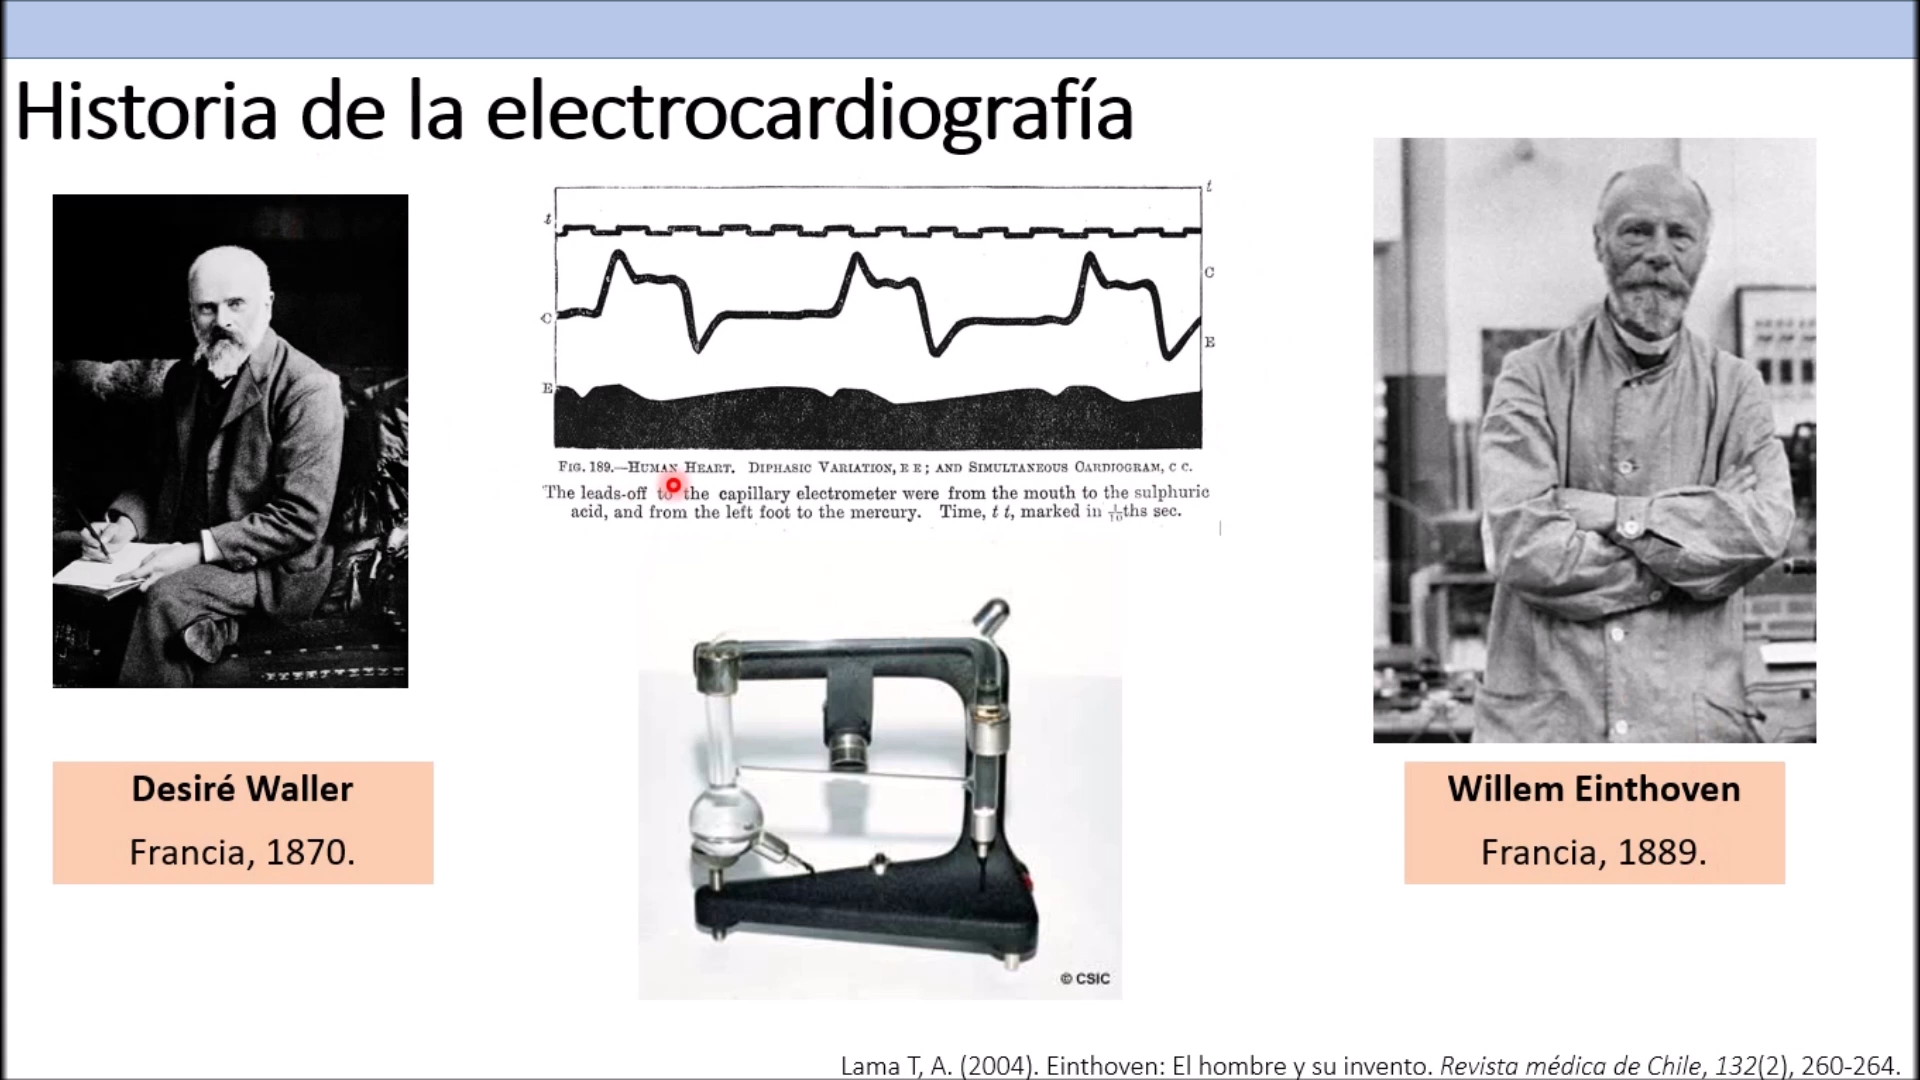 Historia de la electrocardiografía
t
t
C
C
E
E
FIG. 189.—HUMAN HEART. DIPHASIC VARIATION, E E; AND SIMULTANEOUS CARDIOGRAM, C C.
The leads-off to the capillary electrometer were from the mouth to the sulphuric
acid, and from the left foot to the mercury. Time, t t, marked in 1/10ths sec.
Desiré Waller
Francia, 1870.
Willem Einthoven
Francia, 1889.
© CSIC
Lama T, A. (2004). Einthoven: El hombre y su invento. Revista médica de Chile, 132(2), 260-264.